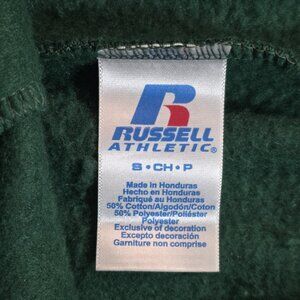 R
RUSSELL
ATHLETIC®
S • CH • P
Made in Honduras
Hecho en Honduras
Fabriqué au Honduras
50% Cotton/Algodón/Coton
50% Polyester/Poliéster
Polyester
Exclusive of decoration
Excepto decoración
Garniture non comprise